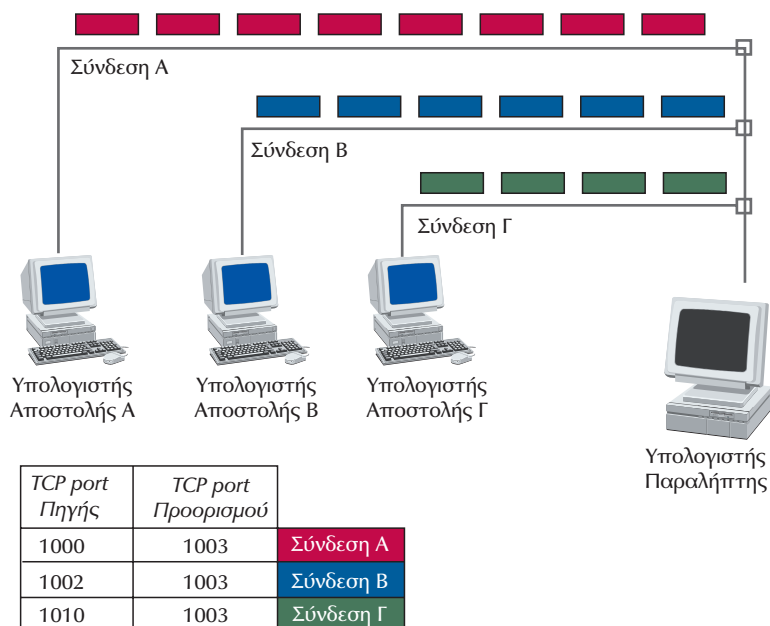 Σύνδεση Α
Σύνδεση Β
Σύνδεση Γ
Υπολογιστής
Αποστολής Α
Υπολογιστής
Αποστολής Β
Υπολογιστής
Αποστολής Γ
Υπολογιστής
Παραλήπτης
TCP port
Πηγής
TCP port
Προορισμού
1000 1003 Σύνδεση Α
1002 1003 Σύνδεση Β
1010 1003 Σύνδεση Γ